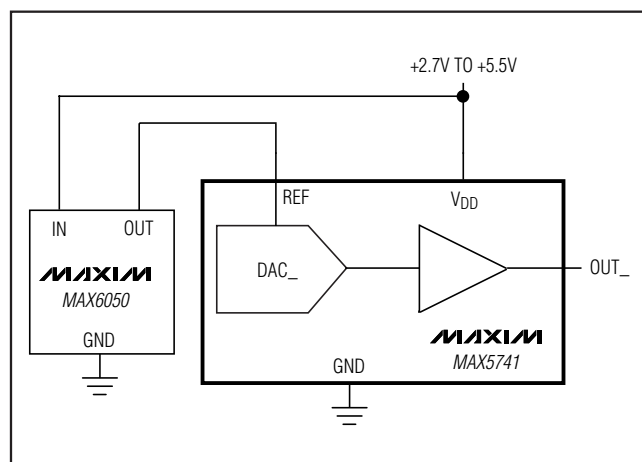 +2.7V TO +5.5V
REF
VDD
IN OUT
DAC_
OUT_
MAXIM
MAX6050
GND
MAXIM
MAX5741
GND